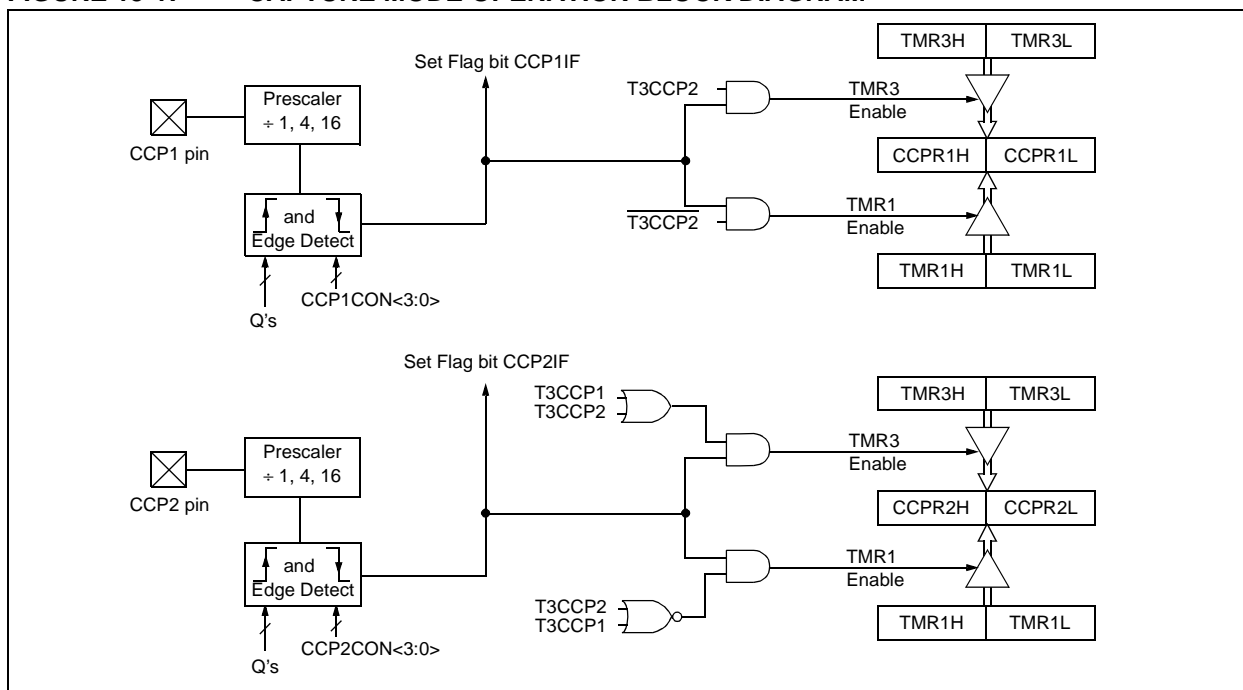 FIGURE 15-1: CAPTURE MODE OPERATION BLOCK DIAGRAM
TMR3H TMR3L
Set Flag bit CCP1IF
T3CCP2
TMR3
Enable
Prescaler
÷ 1, 4, 16
CCP1 pin
CCPR1H CCPR1L
and
Edge Detect
T3CCP2
TMR1
Enable
TMR1H TMR1L
CCP1CON<3:0>
Q's
Set Flag bit CCP2IF
TMR3H TMR3L
T3CCP1
T3CCP2
TMR3
Enable
Prescaler
÷ 1, 4, 16
CCP2 pin
CCPR2H CCPR2L
and
Edge Detect
TMR1
Enable
T3CCP2
T3CCP1
TMR1H TMR1L
CCP2CON<3:0>
Q's